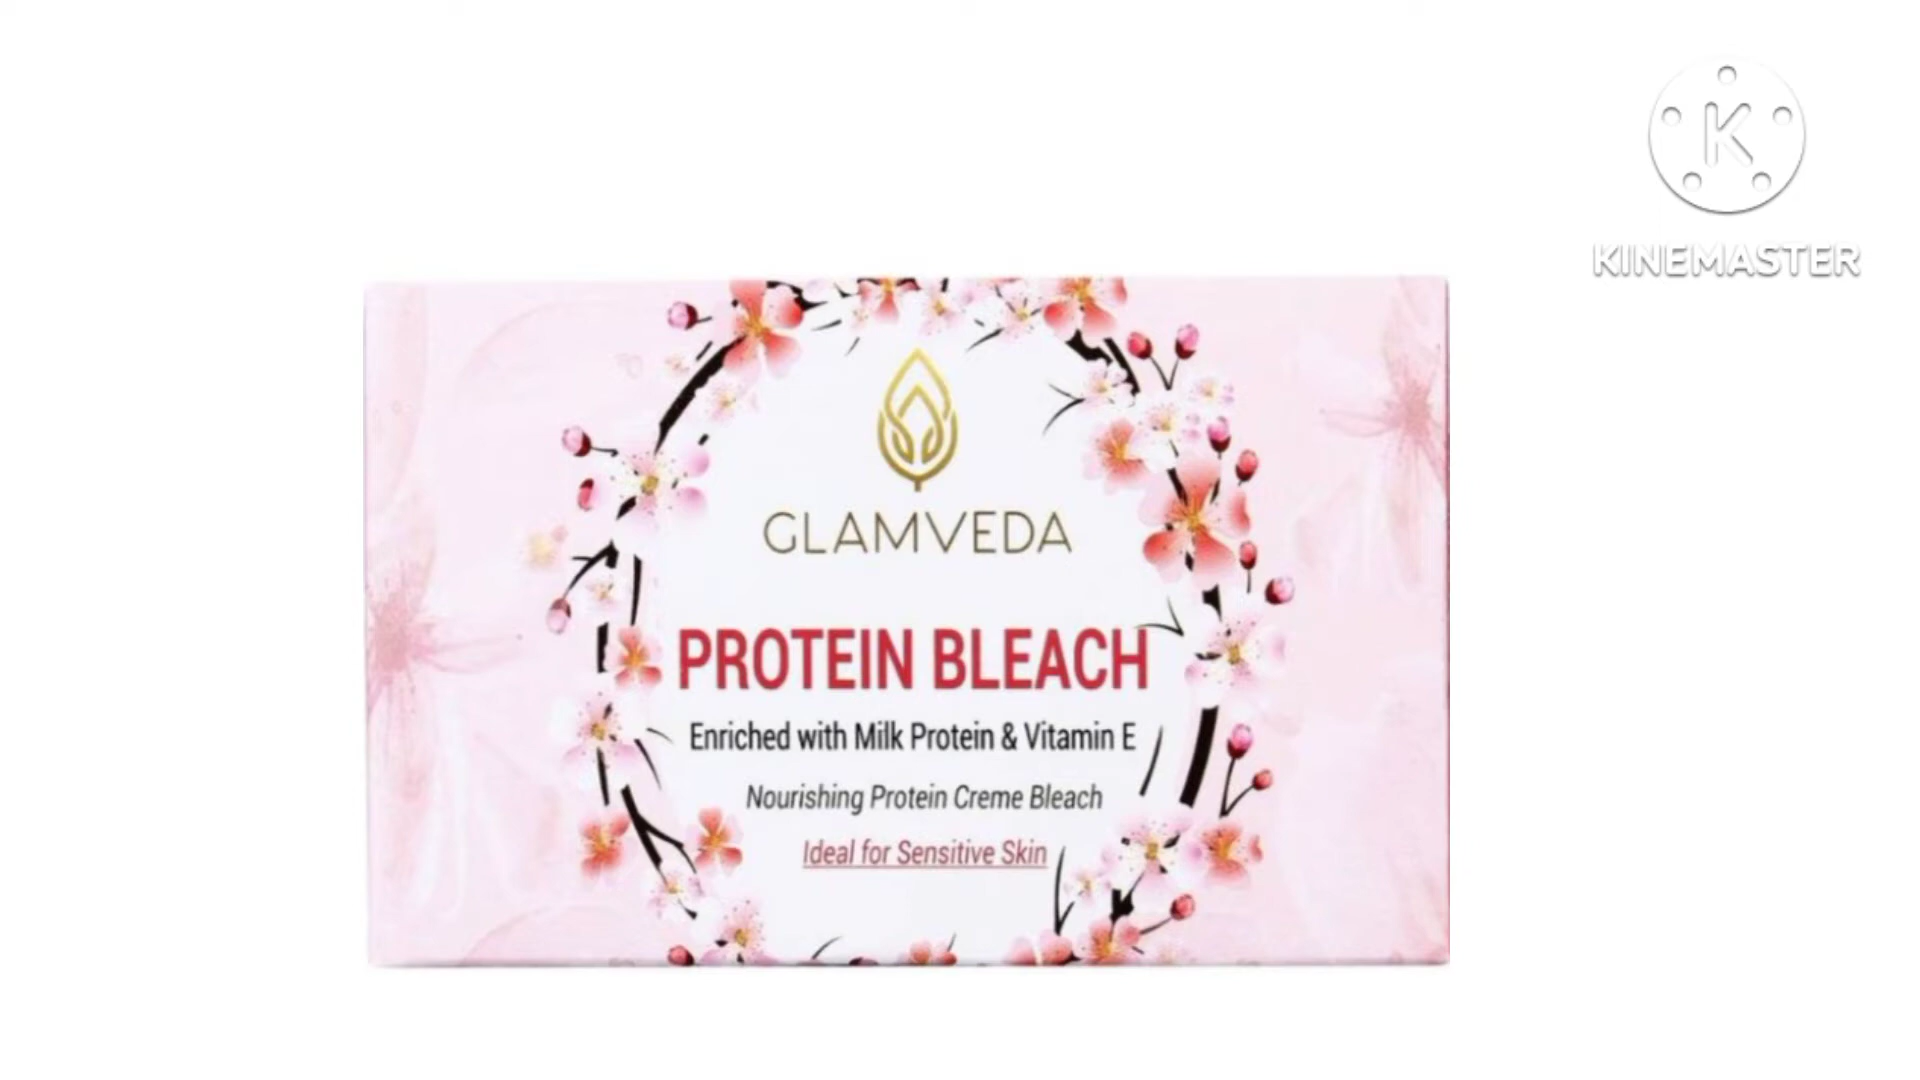 K
KINEMASTER
GLAMVEDA
PROTEIN BLEACH
Enriched with Milk Protein & Vitamin E
Nourishing Protein Creme Bleach
Ideal for Sensitive Skin